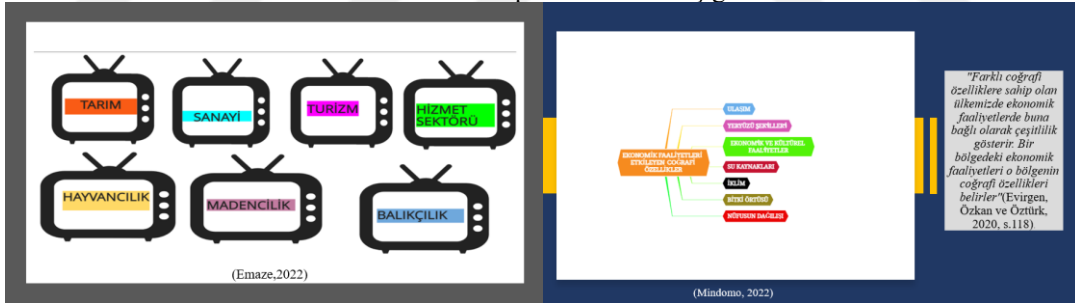 TARIM
SANAYİ
TURİZM
HİZMET
SEKTÖRÜ
HAYVANCILIK
MADENCİLİK
BALIKÇILIK
(Emaze,2022)
EKONOMİK FAALİYETLERİ
ETKİLEYEN COĞRAFİ
ÖZELLİKLER
ULAŞIM
YERYÜZÜ ŞEKİLLERİ
EKONOMİK VE KÜLTÜREL
FAALİYETLER
SU KAYNAKLARI
İKLİM
BİTKİ ÖRTÜSÜ
NÜFUSUN DAĞILIŞI
(Mindomo, 2022)
"Farklı coğrafi
özelliklere sahip olan
ülkemizde ekonomik
faaliyetlerde buna
bağlı olarak çeşitlilik
gösterir. Bir
bölgedeki ekonomik
faaliyetleri o bölgenin
coğrafi özellikleri
belirler"(Evirgen,
Özkan ve Öztürk,
2020, s.118)